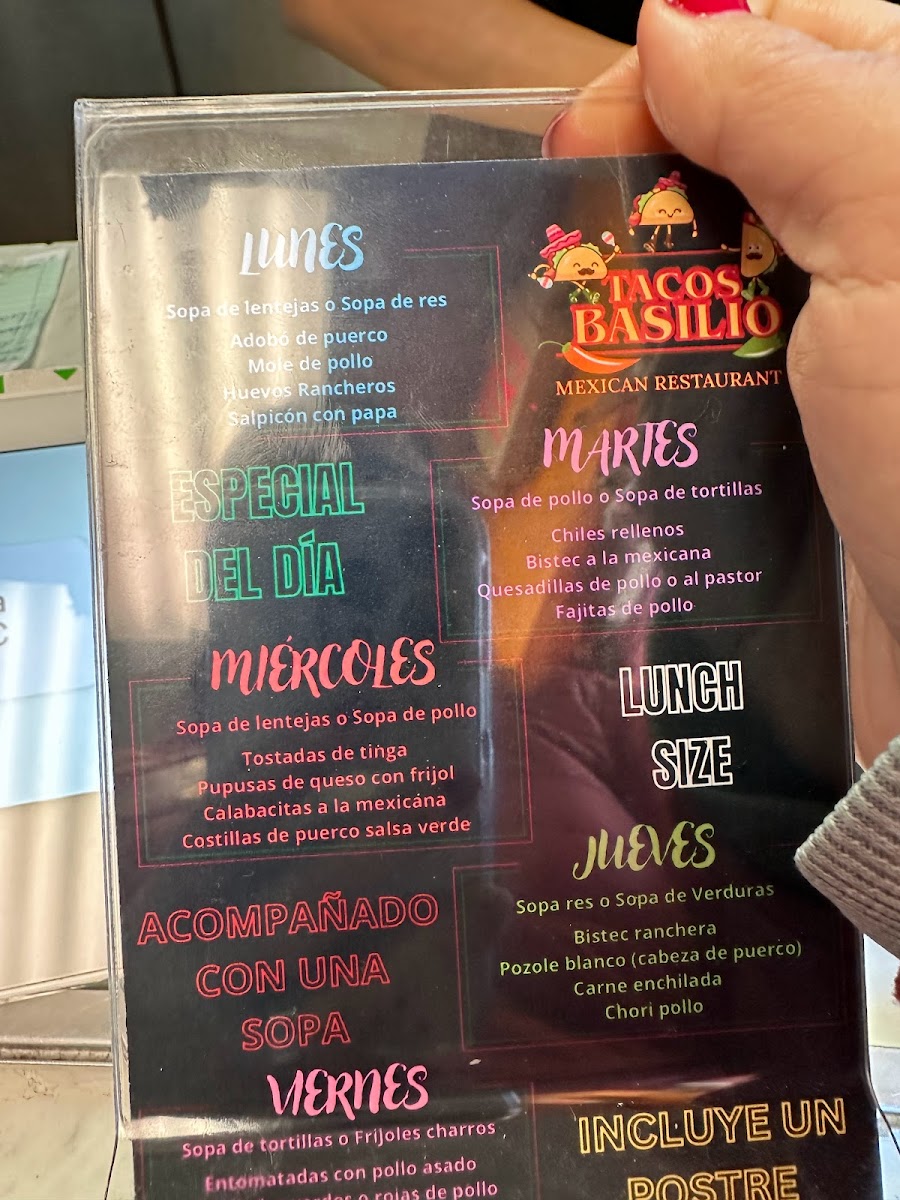 LUNES
Sopa de lentejas o Sopa de res
Adobo de puerco
Mole de pollo
Huevos Rancheros
Salpicón con papa
TACOS
BASILIO
MEXICAN RESTAURANT
ESPECIAL
DEL DÍA
MARTES
Sopa de pollo o Sopa de tortillas
Chiles rellenos
Bistec a la mexicana
Quesadillas de pollo o al pastor
Fajitas de pollo
MIÉRCOLES
Sopa de lentejas o Sopa de pollo
Tostadas de tinga
Pupusas de queso con frijol
Calabacitas a la mexicana
Costillas de puerco salsa verde
LUNCH
SIZE
JUEVES
Sopa res o Sopa de Verduras
Bistec ranchera
Pozole blanco (cabeza de puerco)
Carne enchilada
Chori pollo
ACOMPAÑADO
CON UNA
SOPA
VIERNES
Sopa de tortillas o Frijoles charros
Entomatadas con pollo asado
o rojas de pollo
INCLUYE UN
POSTRE